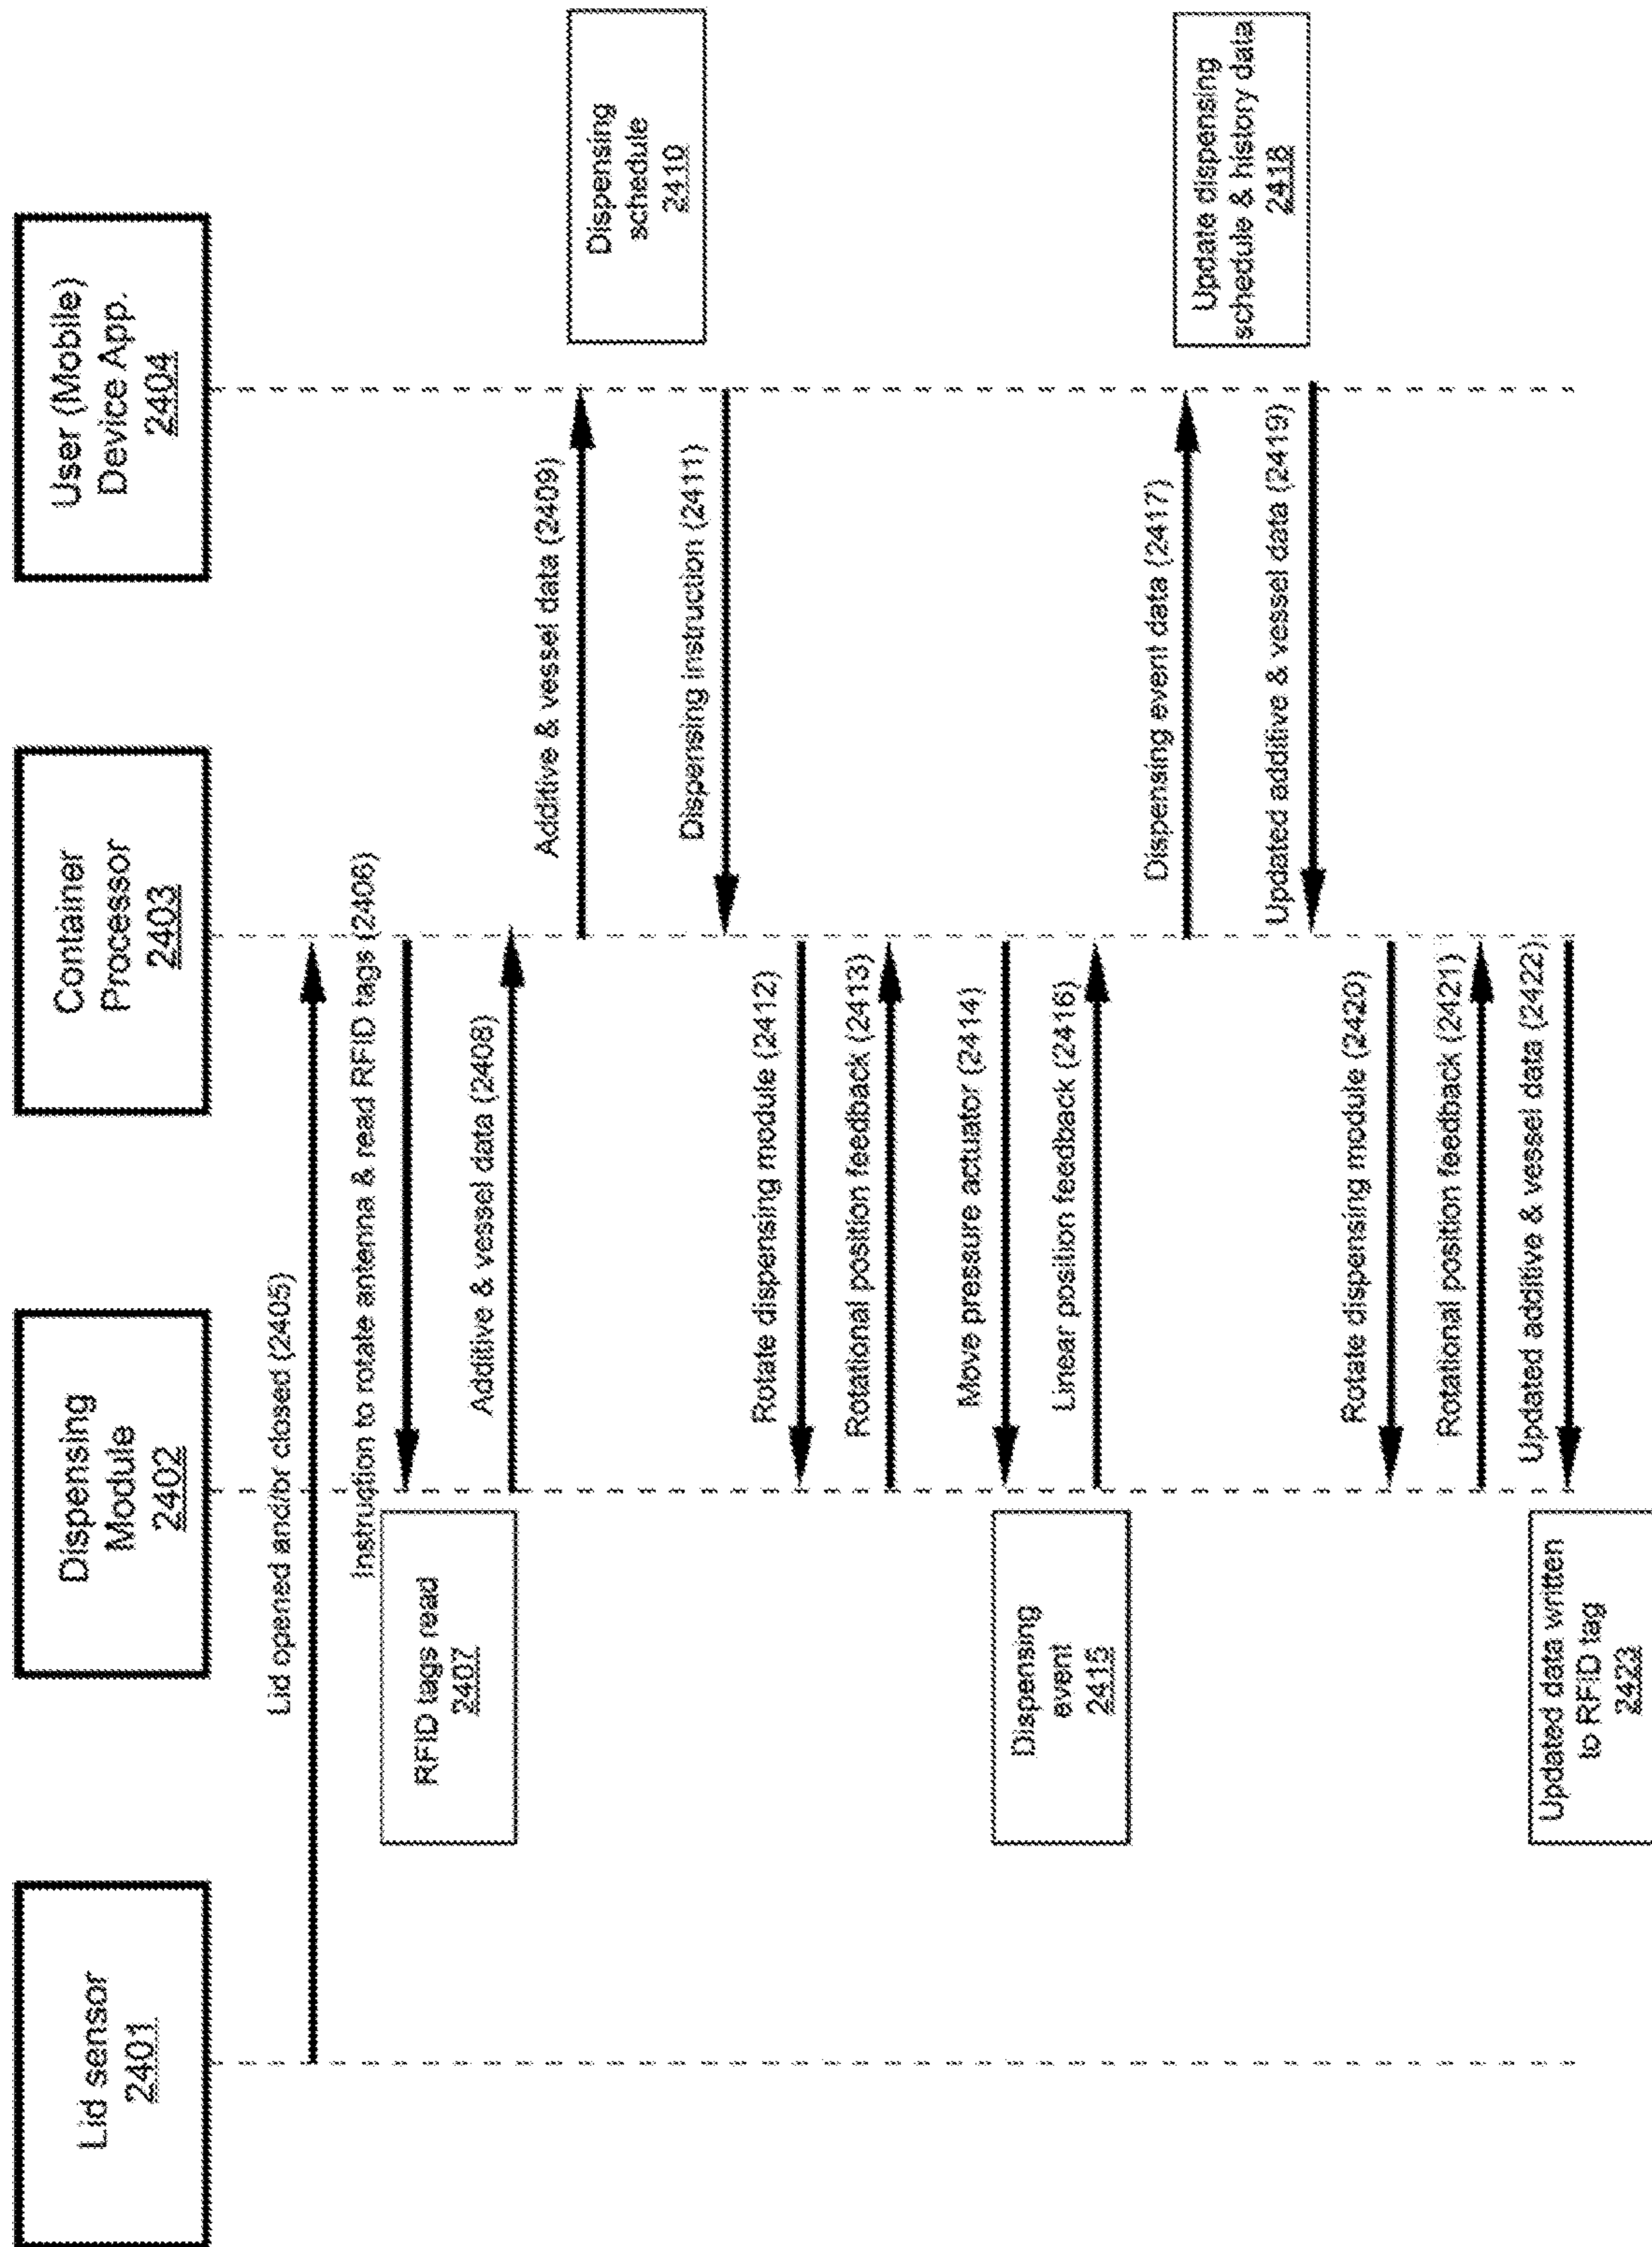 Lid sensor
2401
Dispensing
Module
2402
Container
Processor
2403
User (Mobile)
Device App.
2404
Lid opened and/or closed (2405)
Instruction to rotate antenna & read RFID tags (2406)
RFID tags read
2407
Additive & vessel data (2408)
Additive & vessel data (2409)
Dispensing
schedule
2410
Dispensing instruction (2411)
Rotate dispensing module (2412)
Rotational position feedback (2413)
Move pressure actuator (2414)
Dispensing
event
2415
Linear position feedback (2416)
Dispensing event data (2417)
Update dispensing
schedule & history data
2418
Updated additive & vessel data (2419)
Rotate dispensing module (2420)
Rotational position feedback (2421)
Updated additive & vessel data (2422)
Updated data written
to RFID tag
2423